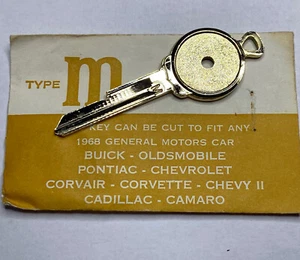 TYPE m
KEY CAN BE CUT TO FIT ANY
1968 GENERAL MOTORS CAR
BUICK - OLDSMOBILE
PONTIAC - CHEVROLET
CORVAIR - CORVETTE - CHEVY II
CADILLAC - CAMARO